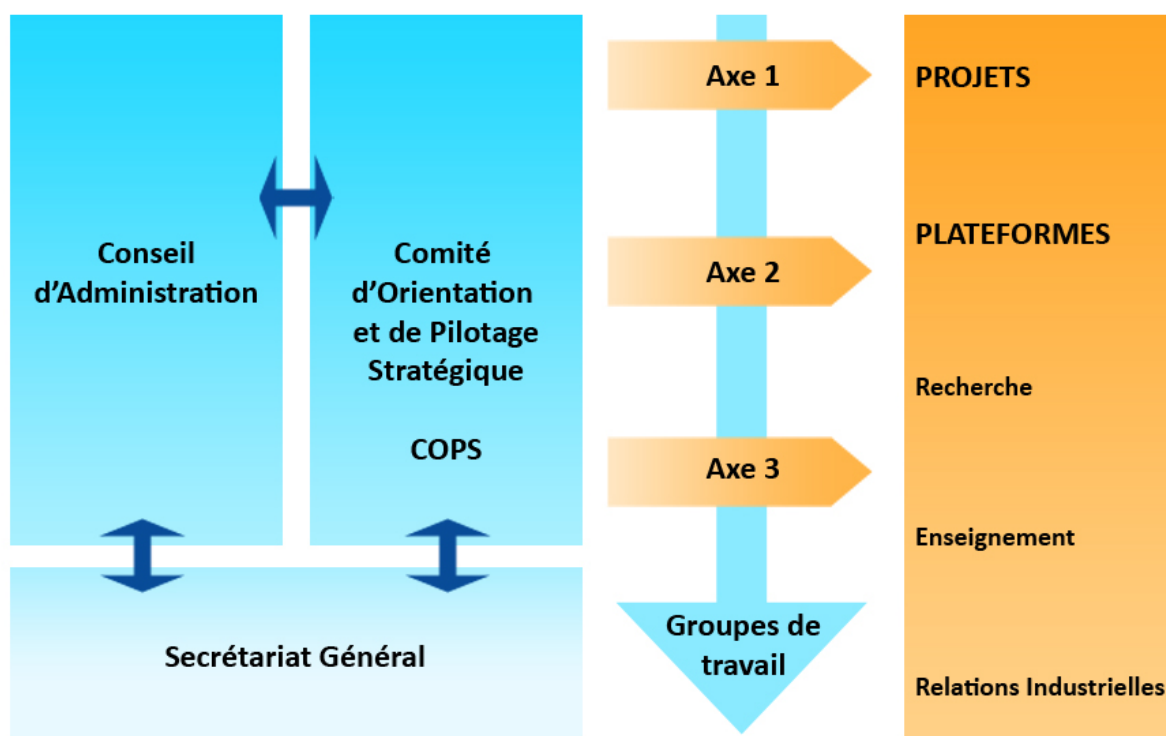 Conseil
d’Administration
Comité
d’Orientation
et de Pilotage
Stratégique
COPS
Secrétariat Général
Axe 1
Axe 2
Axe 3
Groupes de
travail
PROJETS
PLATEFORMES
Recherche
Enseignement
Relations Industrielles